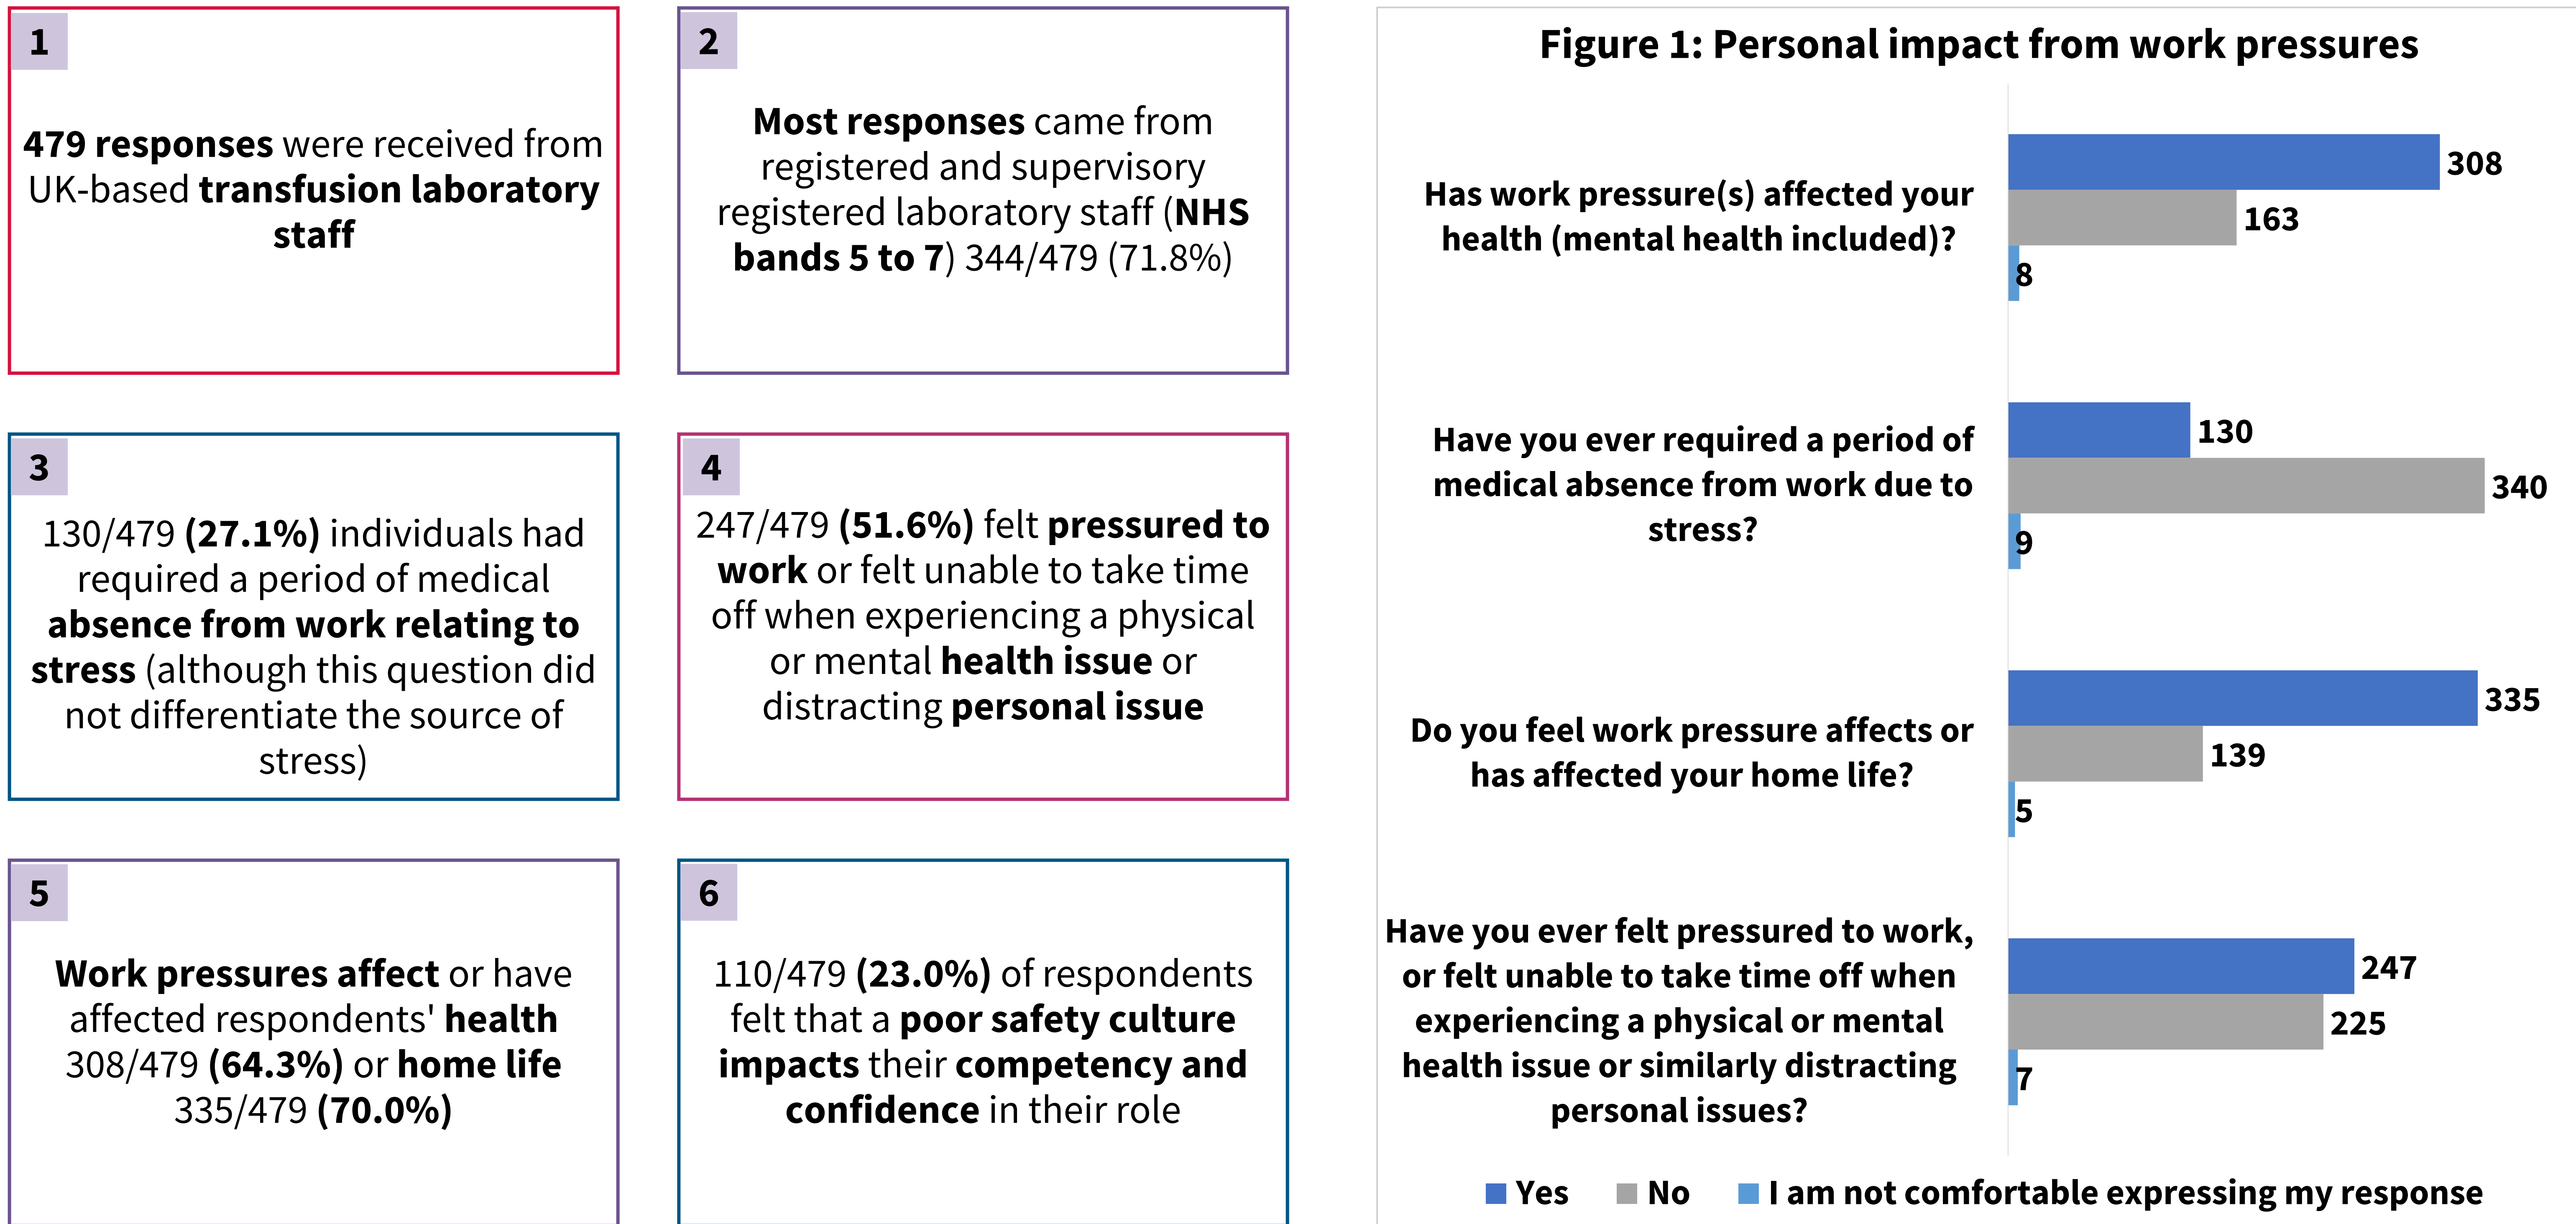 1
479 responses were received from
UK-based transfusion laboratory
staff
2
Most responses came from
registered and supervisory
registered laboratory staff (NHS
bands 5 to 7) 344/479 (71.8%)
3
130/479 (27.1%) individuals had
required a period of medical
absence from work relating to
stress (although this question did
not differentiate the source of
stress)
4
247/479 (51.6%) felt pressured to
work or felt unable to take time
off when experiencing a physical
or mental health issue or
distracting personal issue
5
Work pressures affect or have
affected respondents' health
308/479 (64.3%) or home life
335/479 (70.0%)
6
110/479 (23.0%) of respondents
felt that a poor safety culture
impacts their competency and
confidence in their role
Figure 1: Personal impact from work pressures
Has work pressure(s) affected your
health (mental health included)?
308
163
8
Have you ever required a period of
medical absence from work due to
stress?
130
340
9
Do you feel work pressure affects or
has affected your home life?
335
139
5
Have you ever felt pressured to work,
or felt unable to take time off when
experiencing a physical or mental
health issue or similarly distracting
personal issues?
247
225
7
Yes No I am not comfortable expressing my response